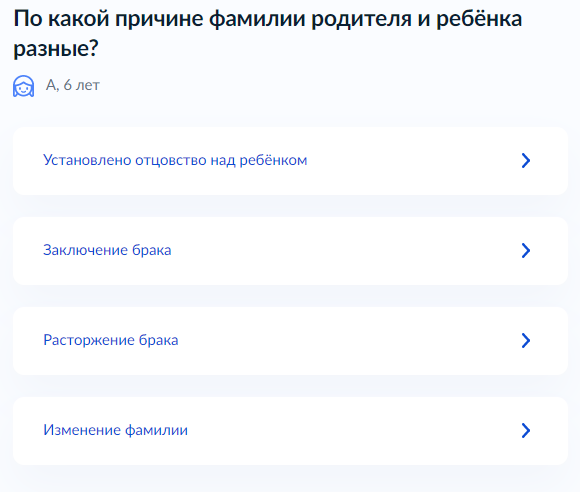 По какой причине фамилии родителя и ребёнка
разные?
А, 6 лет
Установлено отцовство над ребёнком
Заключение брака
Расторжение брака
Изменение фамилии